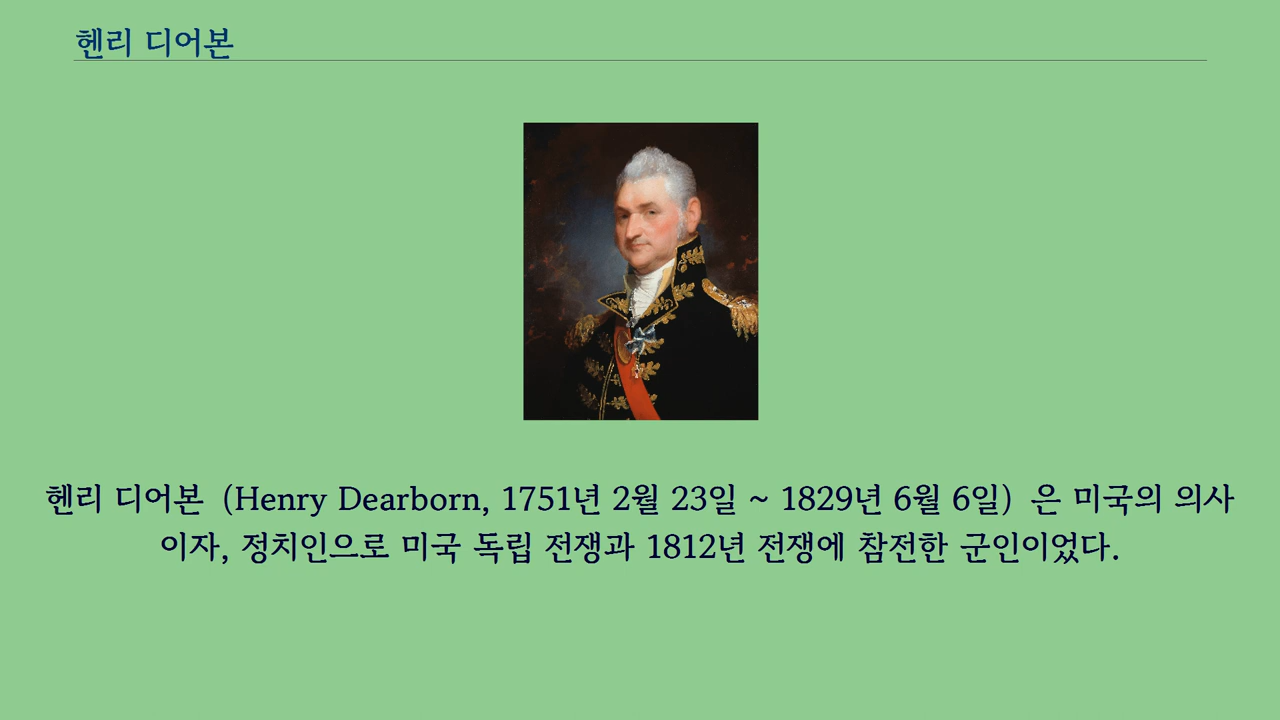 헨리 디어본
헨리 디어본 (Henry Dearborn, 1751년 2월 23일 ~ 1829년 6월 6일) 은 미국의 의사
이자, 정치인으로 미국 독립 전쟁과 1812년 전쟁에 참전한 군인이었다.